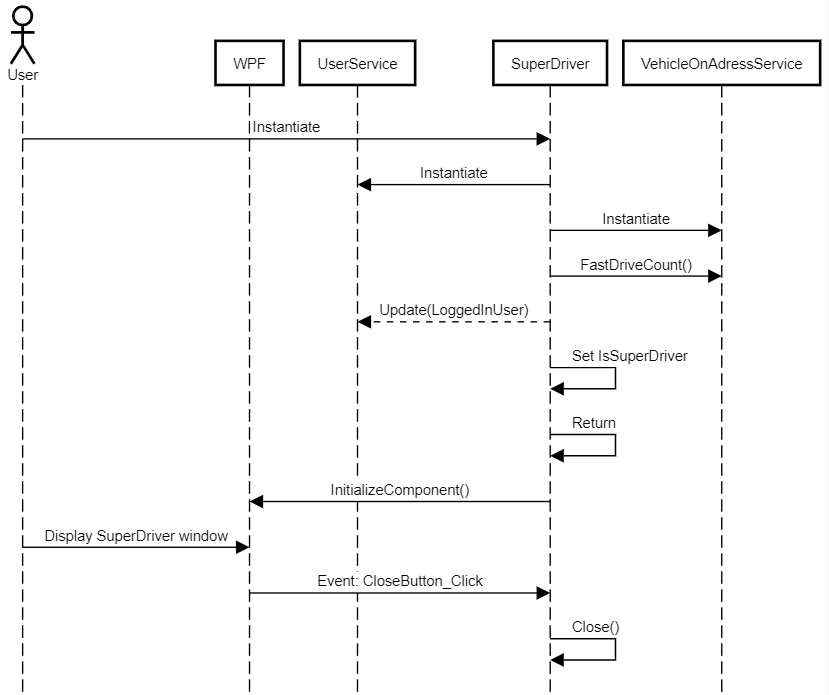 User
WPF
UserService
SuperDriver
VehicleOnAdressService
Instantiate
Instantiate
Instantiate
FastDriveCount()
Update(LoggedInUser)
Set IsSuperDriver
Return
InitializeComponent()
Display SuperDriver window
Event: CloseButton_Click
Close()